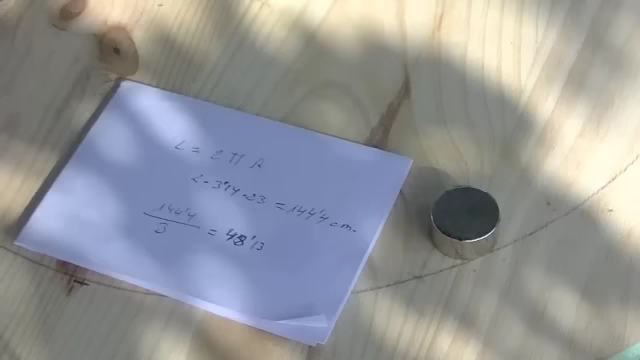 L = 2 π R
2 · 3'14 · 23 = 144'4 cm.
144'4 / 3 = 48'13